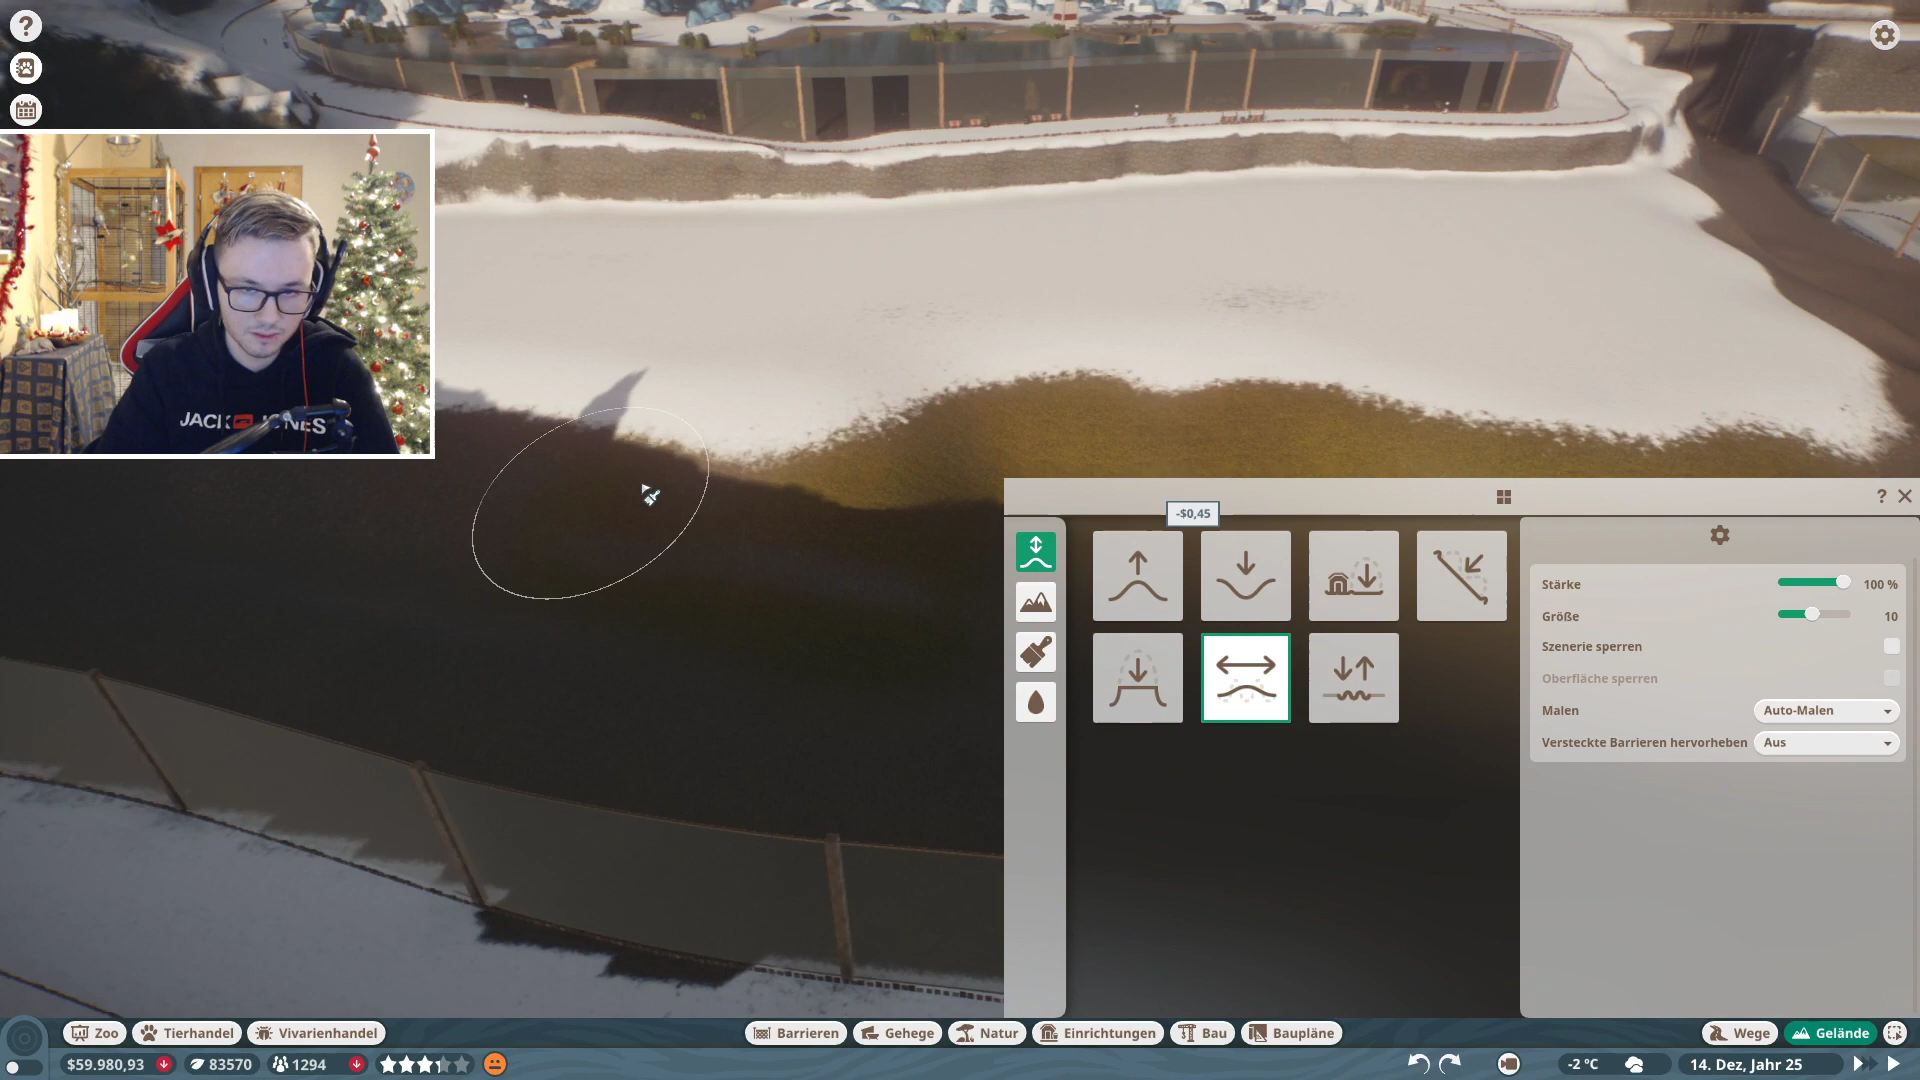 ?
JACK JONES
? ×
-$0,45
Stärke 100 %
Größe 10
Szenerie sperren
Oberfläche sperren
Malen Auto-Malen
Versteckte Barrieren hervorheben Aus
Zoo Tierhandel Vivarienhandel Barrieren Gehege Natur Einrichtungen Bau Baupläne Wege Gelände
$59.980,93 83570 1294 -2 °C 14. Dez, Jahr 25